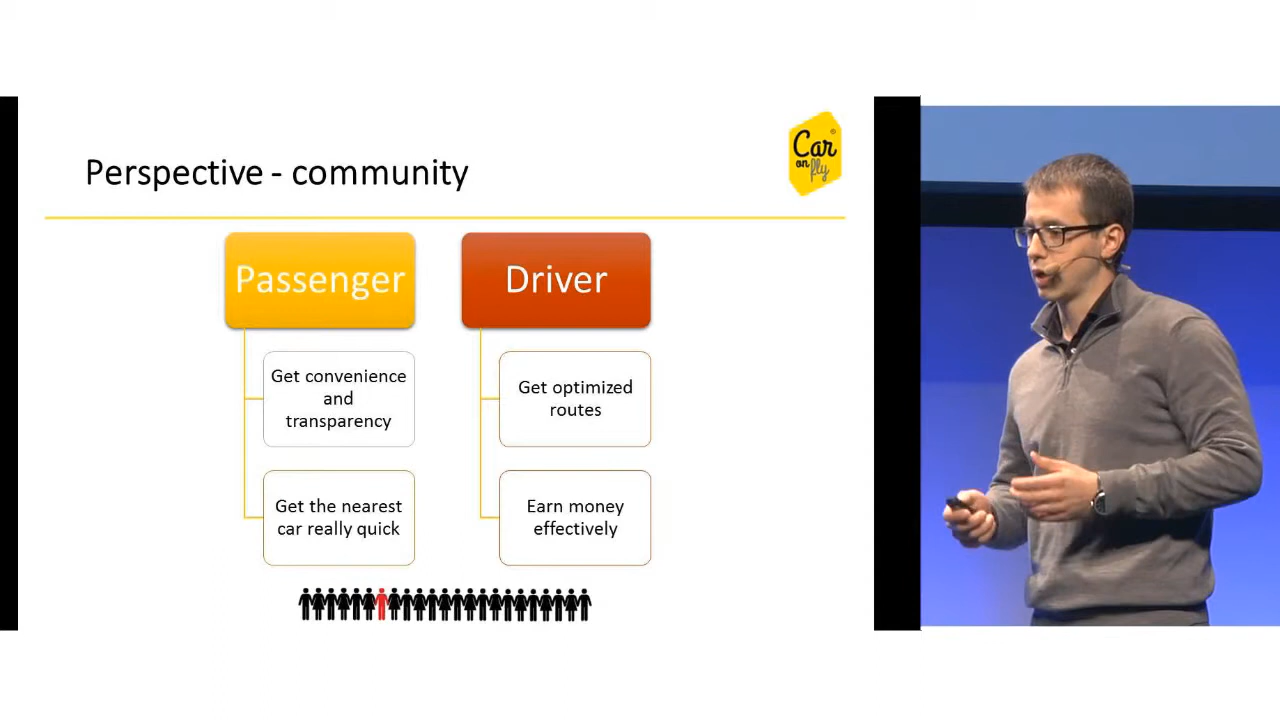 Perspective - community
Car
on
fly
®
Passenger
Driver
Get convenience
and
transparency
Get optimized
routes
Get the nearest
car really quick
Earn money
effectively